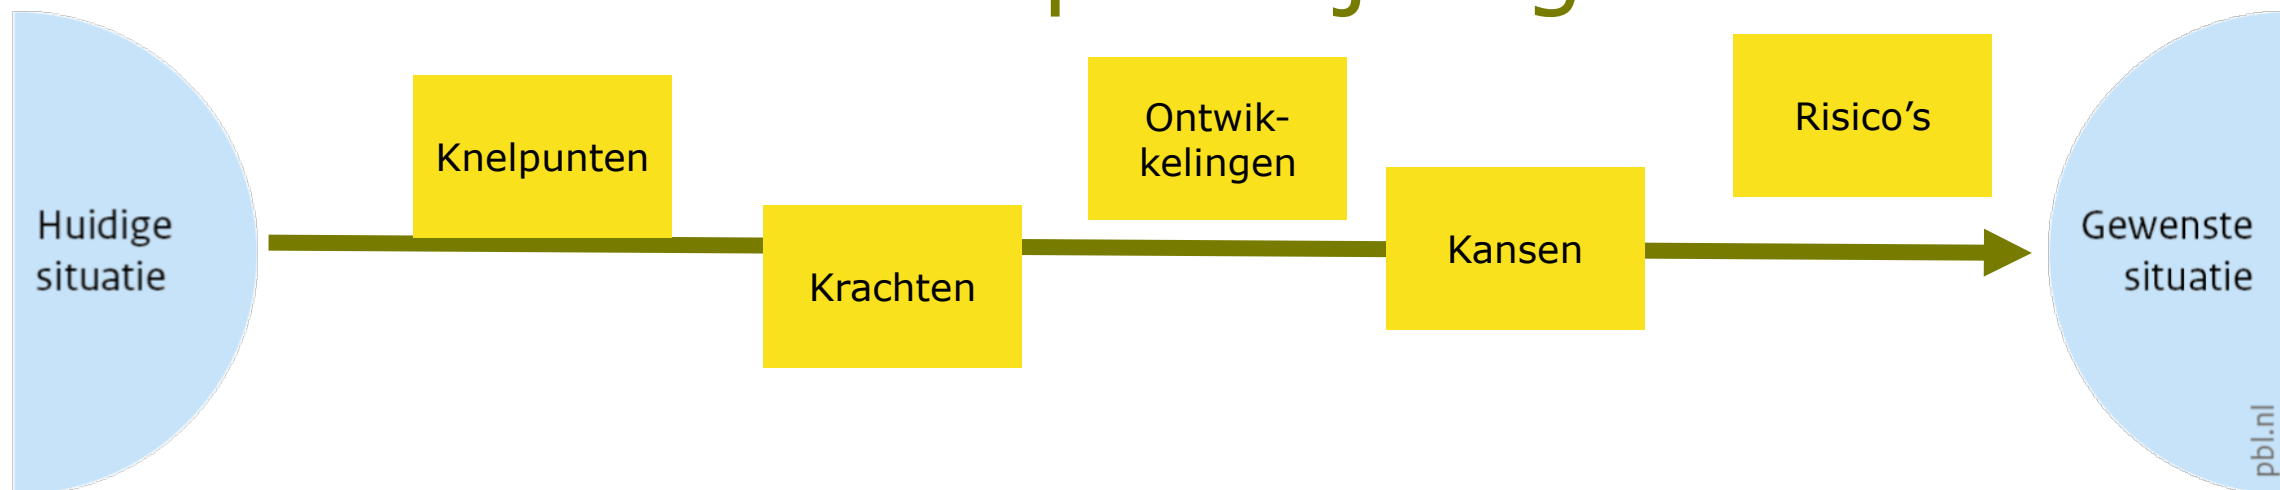 Huidige
situatie
Knelpunten
Krachten
Ontwik-
kelingen
Kansen
Risico’s
Gewenste
situatie
pbl.nl